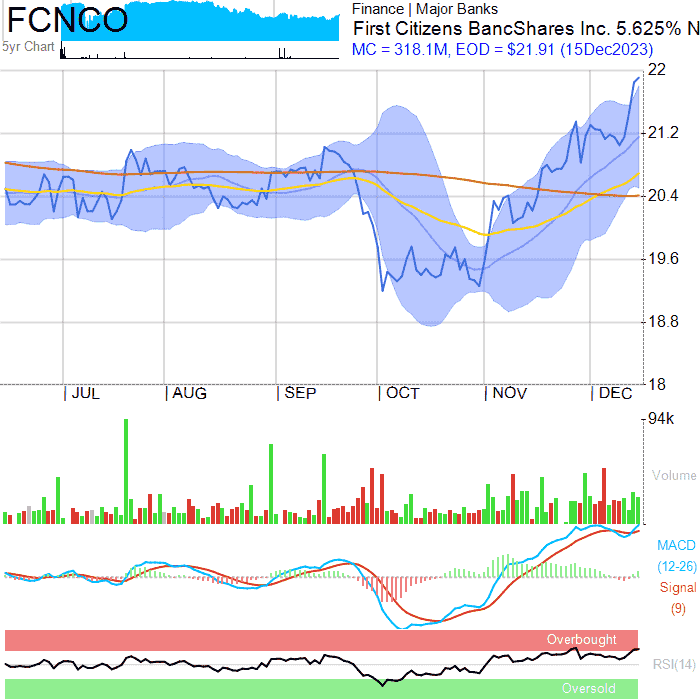 FCNCO
5yr Chart
Finance | Major Banks
First Citizens BancShares Inc. 5.625% N
MC = 318.1M, EOD = $21.91 (15Dec2023)
22
21.2
20.4
19.6
18.8
18
| JUL | AUG | SEP | OCT | NOV | DEC
94k
Volume
MACD
(12-26)
Signal
(9)
Overbought
RSI(14)
Oversold